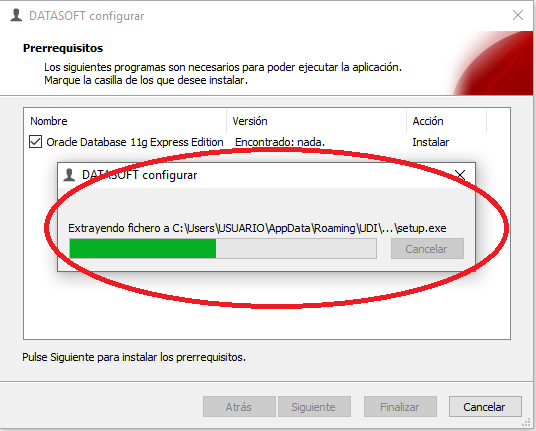 DATASOFT configurar
Prerrequisitos
Los siguientes programas son necesarios para poder ejecutar la aplicación.
Marque la casilla de los que desee instalar.
Nombre Versión Acción
Oracle Database 11g Express Edition Encontrado: nada. Instalar
DATASOFT configurar
Extrayendo fichero a C:\Users\USUARIO\AppData\Roaming\UDI\...\setup.exe
Cancelar
Pulse Siguiente para instalar los prerrequisitos.
Atrás Siguiente Finalizar Cancelar